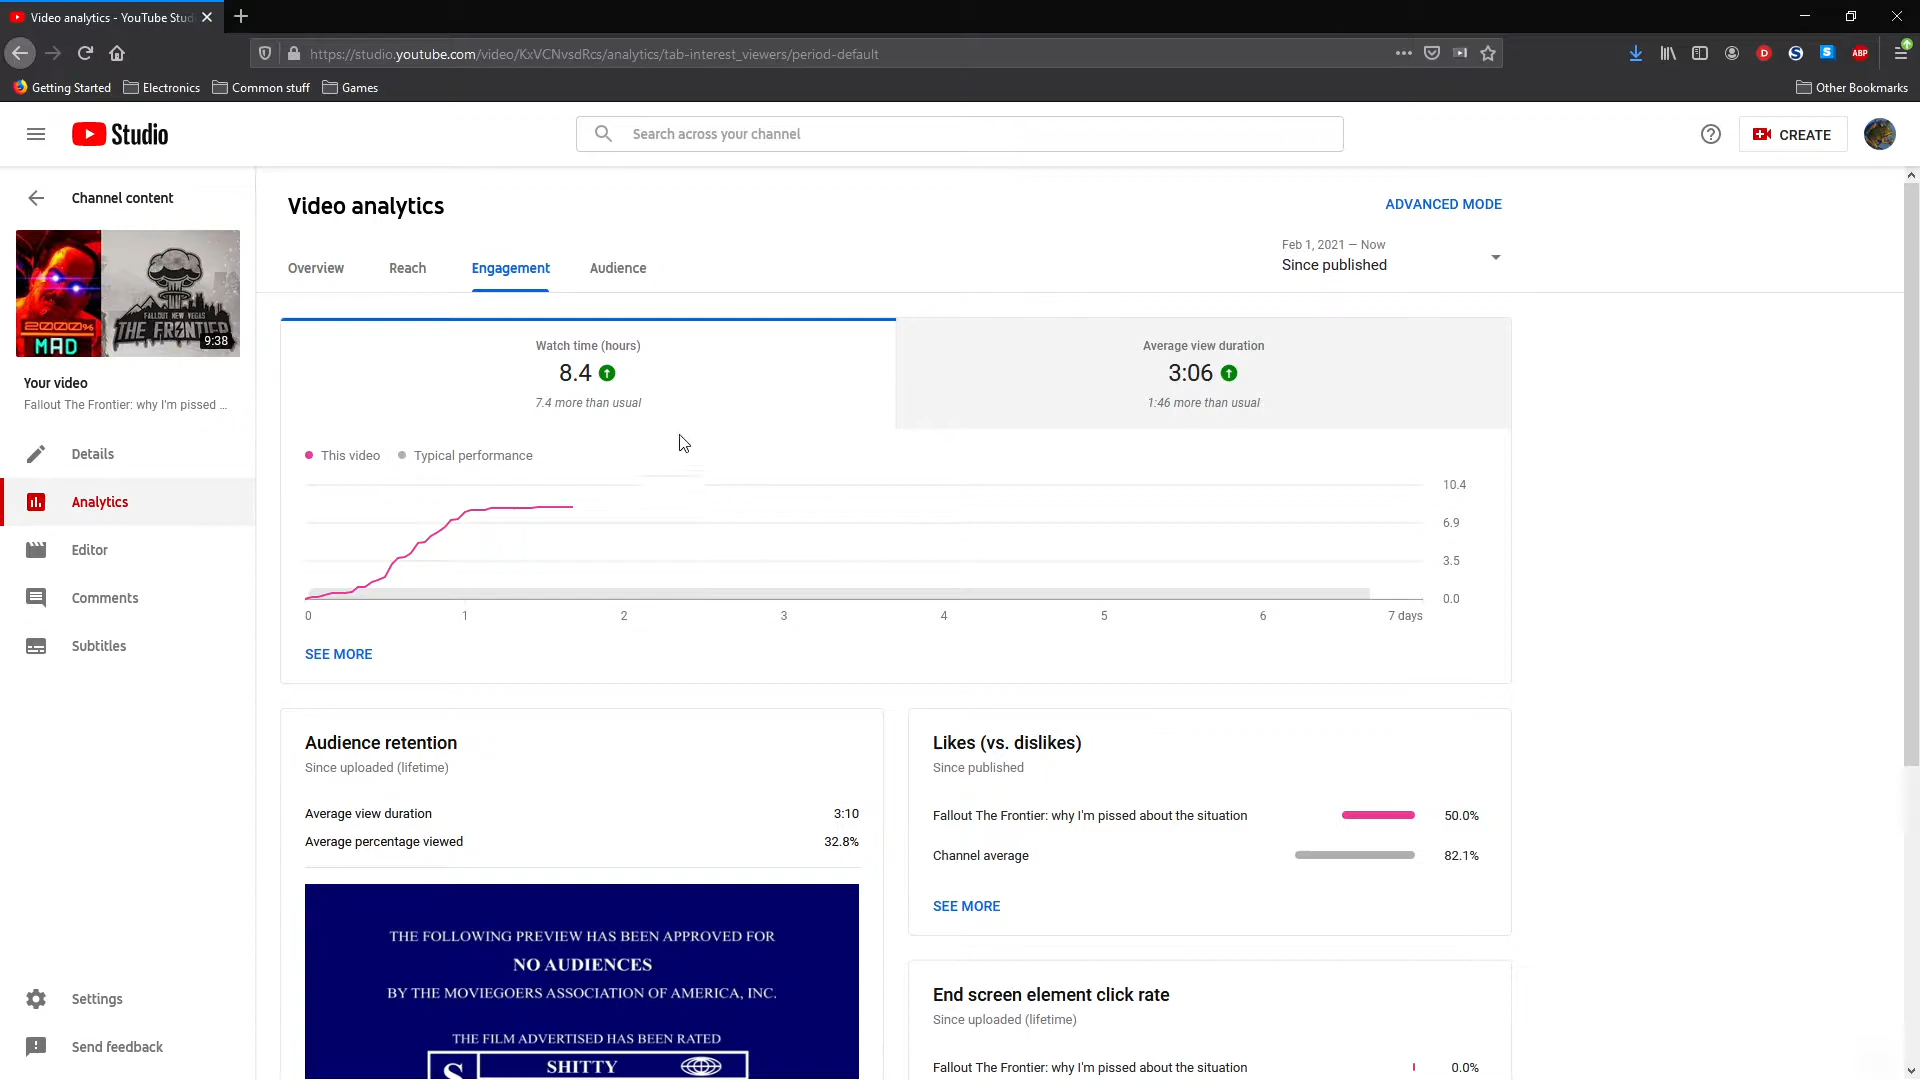 Video analytics - YouTube Stud
https://studio.youtube.com/video/KxVCNvsdRcs/analytics/tab-interest_viewers/period-default
Getting Started
Electronics
Common stuff
Games
Other Bookmarks
ABP
Studio
Search across your channel
CREATE
Channel content
2000%
MAD
FALLOUT NEW VEGAS
THE FRONTIER
9:38
Your video
Fallout The Frontier: why I'm pissed ...
Details
Analytics
Editor
Comments
Subtitles
Settings
Send feedback
Video analytics
ADVANCED MODE
Overview
Reach
Engagement
Audience
Feb 1, 2021 – Now
Since published
Watch time (hours)
8.4
7.4 more than usual
Average view duration
3:06
1:46 more than usual
This video
Typical performance
10.4
6.9
3.5
0.0
0 1 2 3 4 5 6 7 days
SEE MORE
Audience retention
Since uploaded (lifetime)
Average view duration 3:10
Average percentage viewed 32.8%
THE FOLLOWING PREVIEW HAS BEEN APPROVED FOR
NO AUDIENCES
BY THE MOVIEGOERS ASSOCIATION OF AMERICA, INC.
THE FILM ADVERTISED HAS BEEN RATED
S SHITTY
Likes (vs. dislikes)
Since published
Fallout The Frontier: why I'm pissed about the situation 50.0%
Channel average 82.1%
SEE MORE
End screen element click rate
Since uploaded (lifetime)
Fallout The Frontier: why I'm pissed about the situation 0.0%